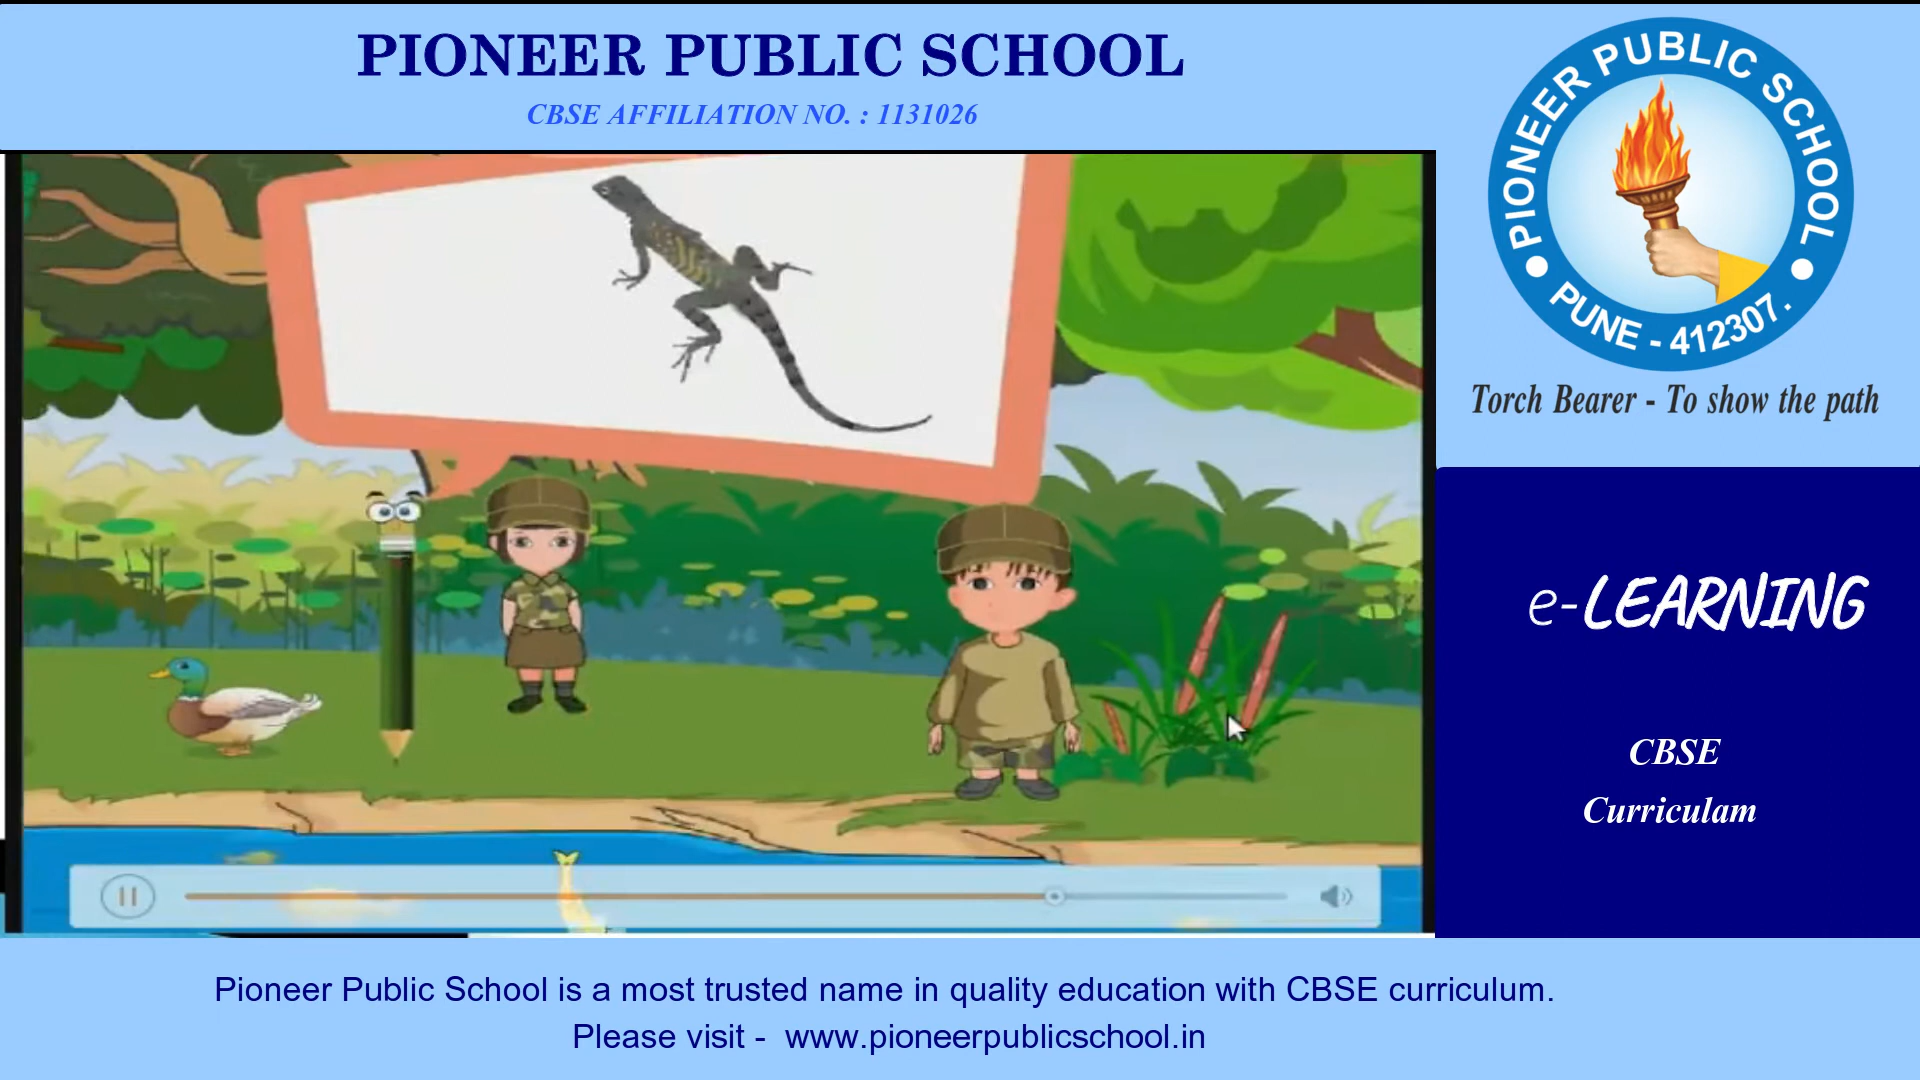 PIONEER PUBLIC SCHOOL
CBSE AFFILIATION NO. : 1131026
PIONEER PUBLIC SCHOOL
PUNE - 412307.
Torch Bearer - To show the path
e-LEARNING
CBSE
Curriculam
Pioneer Public School is a most trusted name in quality education with CBSE curriculum.
Please visit - www.pioneerpublicschool.in